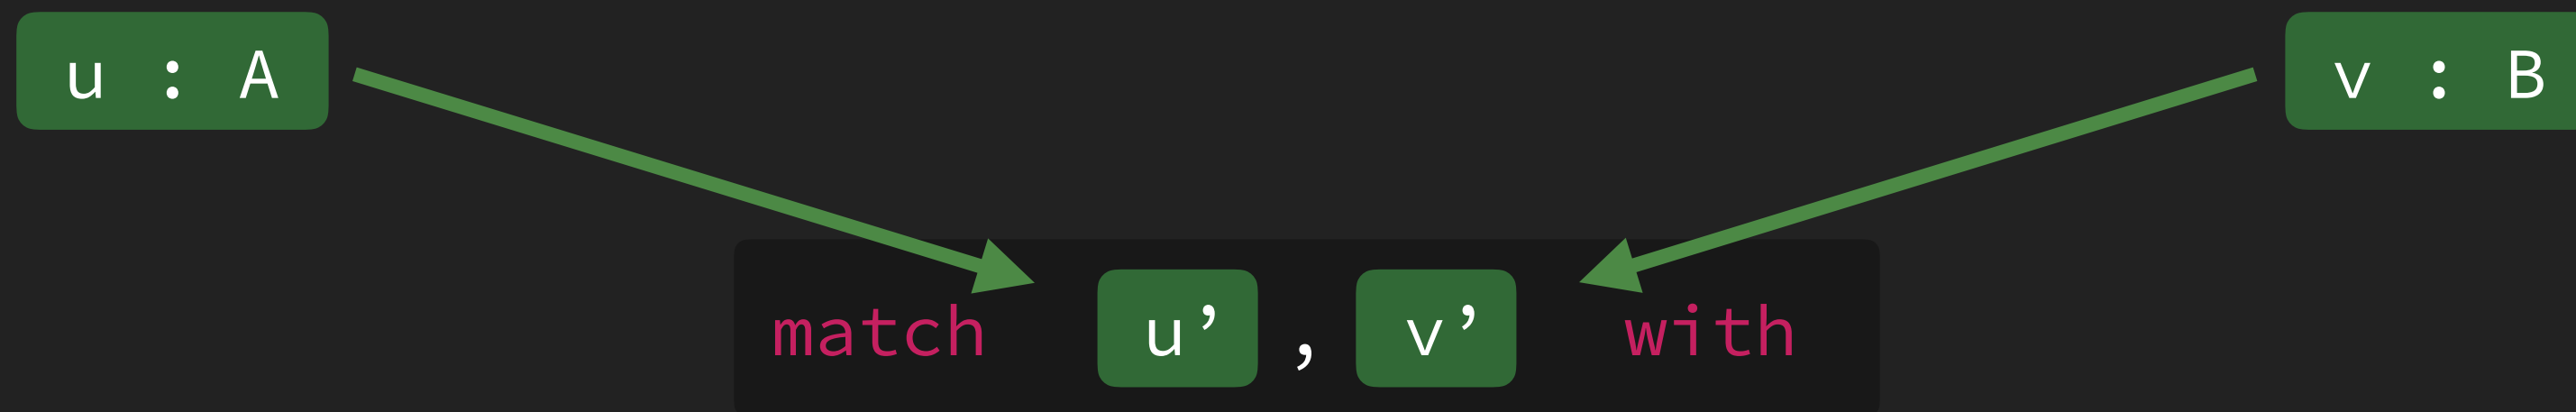 u : A
v : B
match u’ , v’ with